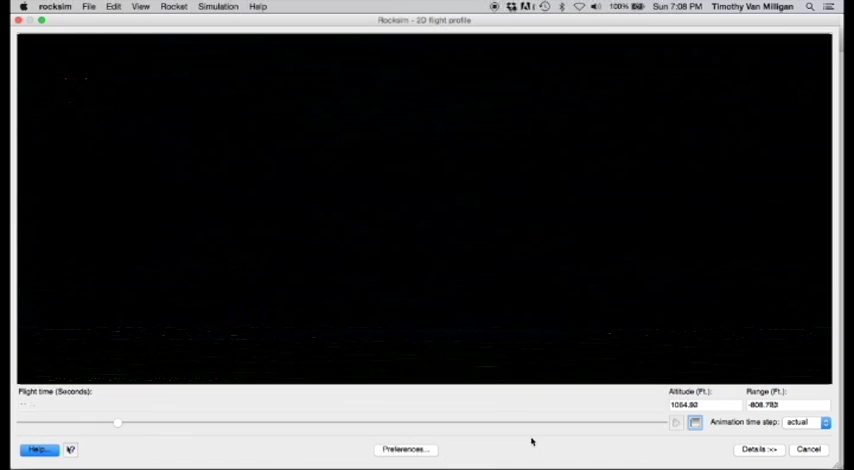 rocksim File Edit View Rocket Simulation Help 100% Sun 7:08 PM Timothy Van Milligan
Rocksim - 2D flight profile
Flight time (Seconds): Altitude (Ft.): Range (Ft.):
1064.93 -808.783
Animation time step: actual
Help... Preferences... Details >> Cancel